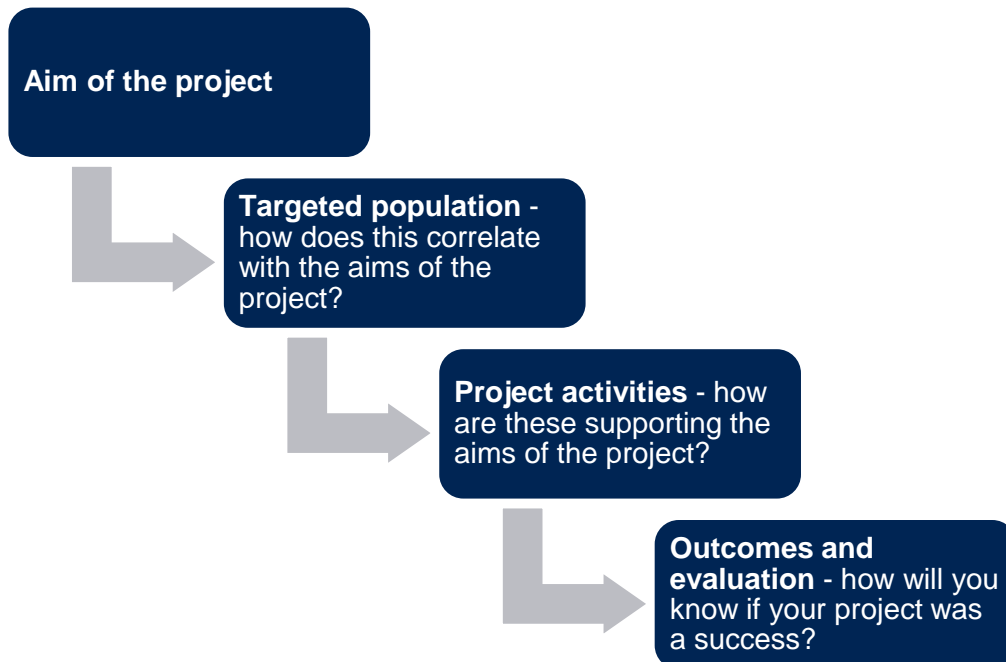 Aim of the project
Targeted population -
how does this correlate
with the aims of the
project?
Project activities - how
are these supporting the
aims of the project?
Outcomes and
evaluation - how will you
know if your project was
a success?